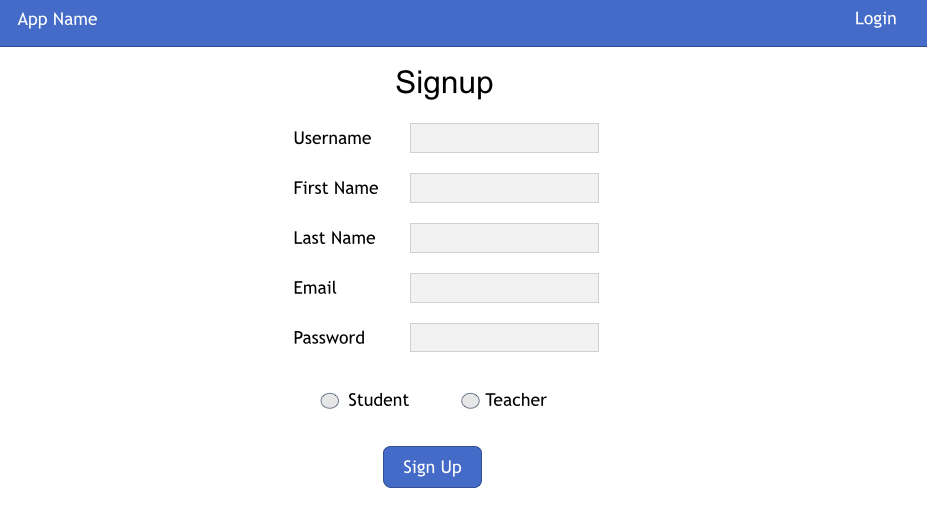 App Name
Login
Signup
Username
First Name
Last Name
Email
Password
Student
Teacher
Sign Up